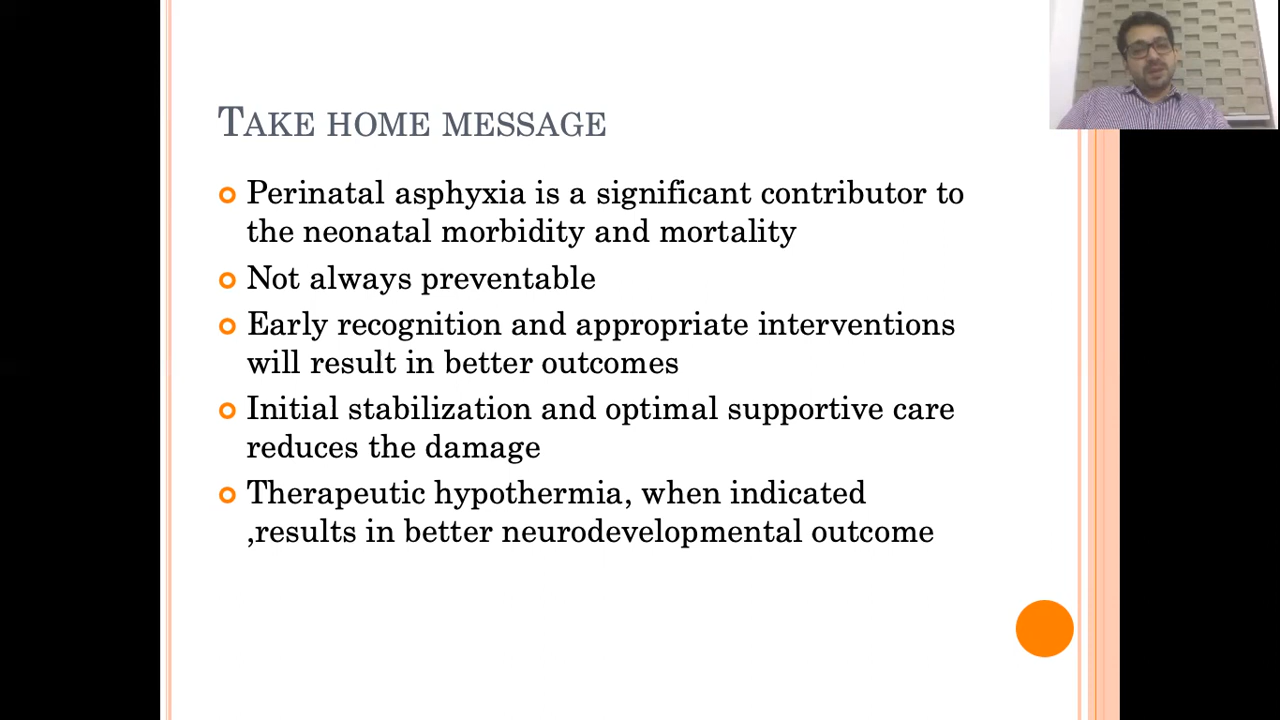 TAKE HOME MESSAGE
Perinatal asphyxia is a significant contributor to
the neonatal morbidity and mortality
Not always preventable
Early recognition and appropriate interventions
will result in better outcomes
Initial stabilization and optimal supportive care
reduces the damage
Therapeutic hypothermia, when indicated
,results in better neurodevelopmental outcome